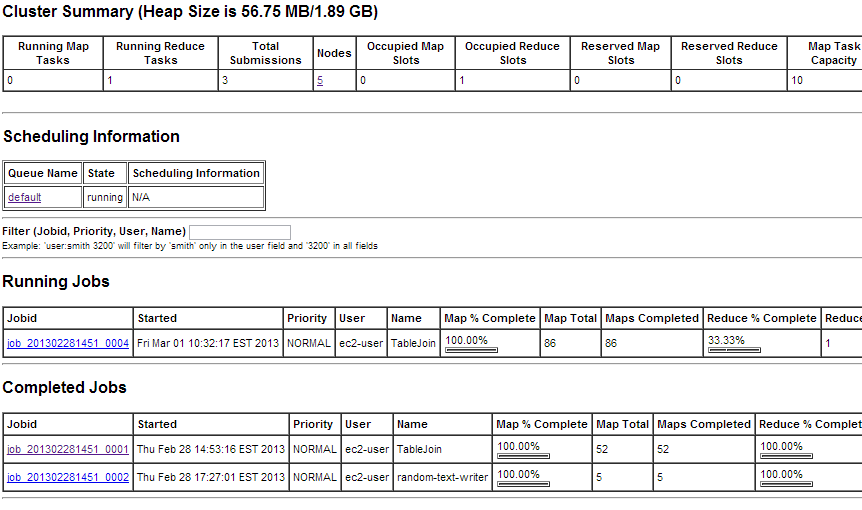 Cluster Summary (Heap Size is 56.75 MB/1.89 GB)
Running Map Tasks Running Reduce Tasks Total Submissions Nodes Occupied Map Slots Occupied Reduce Slots Reserved Map Slots Reserved Reduce Slots Map Task Capacity
0 1 3 5 0 1 0 0 10
Scheduling Information
Queue Name State Scheduling Information
default running N/A
Filter (Jobid, Priority, User, Name)
Example: 'user:smith 3200' will filter by 'smith' only in the user field and '3200' in all fields
Running Jobs
Jobid Started Priority User Name Map % Complete Map Total Maps Completed Reduce % Complete Reduce
job_201302281451_0004 Fri Mar 01 10:32:17 EST 2013 NORMAL ec2-user TableJoin 100.00% 86 86 33.33% 1
Completed Jobs
Jobid Started Priority User Name Map % Complete Map Total Maps Completed Reduce % Complet
job_201302281451_0001 Thu Feb 28 14:53:16 EST 2013 NORMAL ec2-user TableJoin 100.00% 52 52 100.00%
job_201302281451_0002 Thu Feb 28 17:27:01 EST 2013 NORMAL ec2-user random-text-writer 100.00% 5 5 100.00%